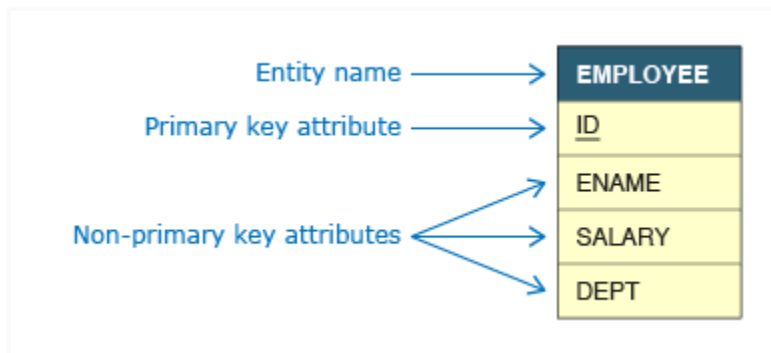 Entity name
EMPLOYEE
Primary key attribute
ID
ENAME
Non-primary key attributes
SALARY
DEPT